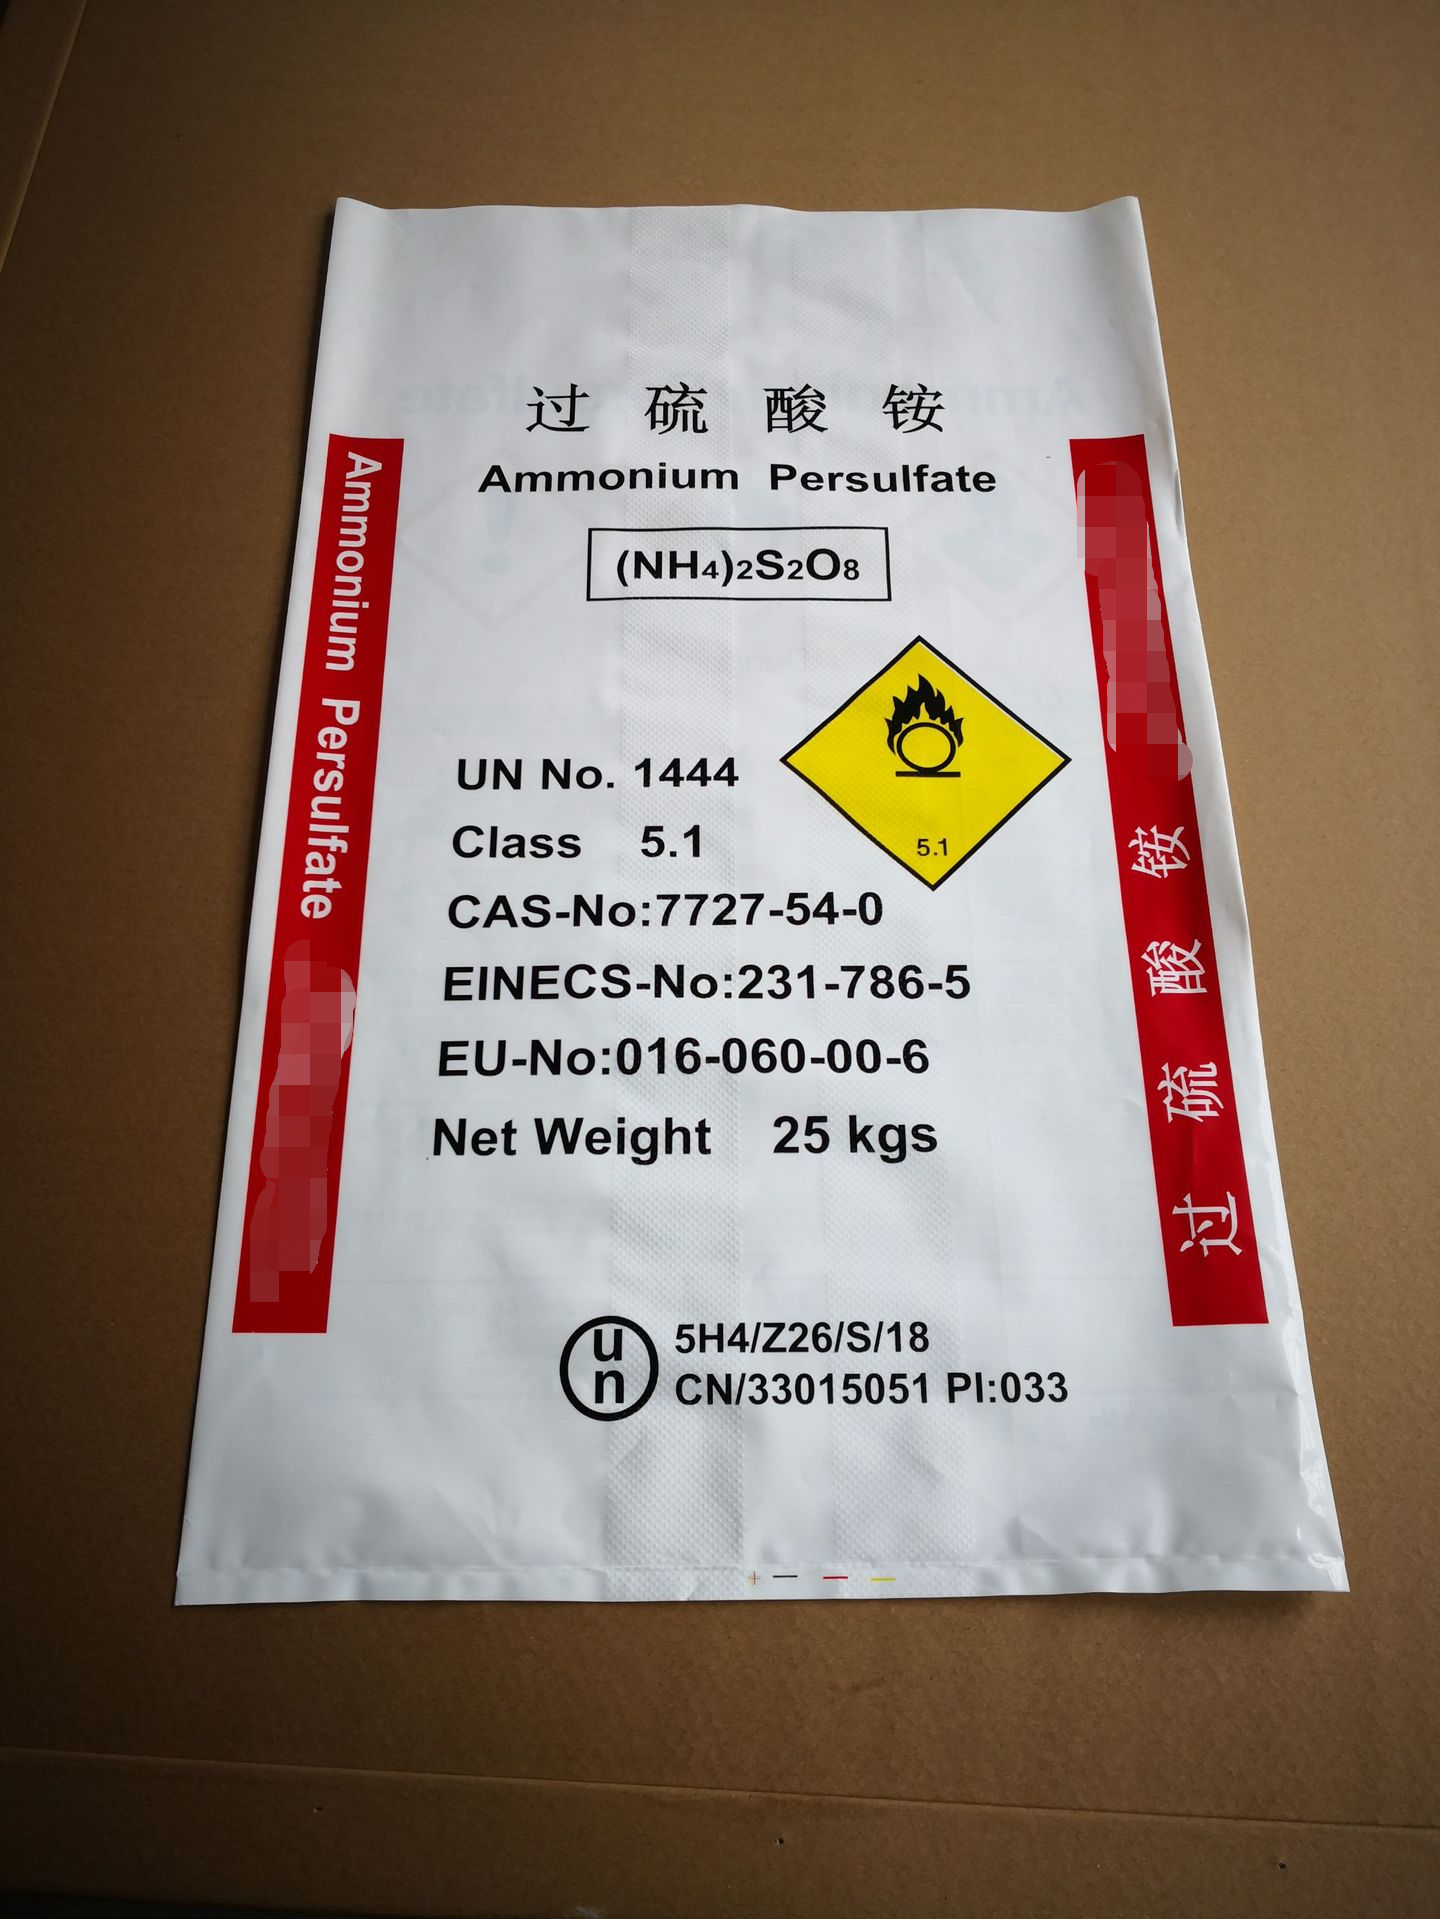 过 硫 酸 铵
Ammonium Persulfate
(NH4)2S2O8
Ammonium Persulfate
过 硫 酸 铵
5.1
UN No. 1444
Class 5.1
CAS-No:7727-54-0
EINECS-No:231-786-5
EU-No:016-060-00-6
Net Weight 25 kgs
un
5H4/Z26/S/18
CN/33015051 PI:033